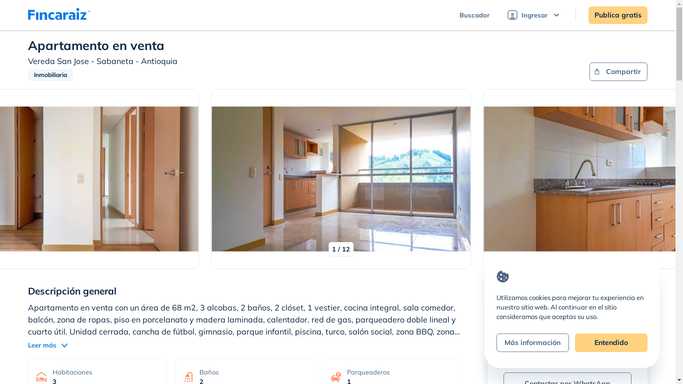 Fincaraiz
Buscador
Ingresar
Publica gratis
Apartamento en venta
Vereda San Jose - Sabaneta - Antioquia
Inmobiliaria
Compartir
1 / 12
Descripción general
Apartamento en venta con un área de 68 m2, 3 alcobas, 2 baños, 2 clóset, 1 vestier, cocina integral, sala comedor,
balcón, zona de ropas, piso en porcelanato y madera laminada, calentador, red de gas, parqueadero doble lineal y
cuarto útil. Unidad cerrada, cancha de fútbol, gimnasio, parque infantil, piscina, turco, salón social, zona BBQ, zona...
Leer más
Habitaciones
3
Baños
2
Parqueaderos
1
Utilizamos cookies para mejorar tu experiencia en
nuestro sitio web. Al continuar en el sitio
consideramos que aceptas su uso.
Más información
Entendido
Contactar por WhatsApp